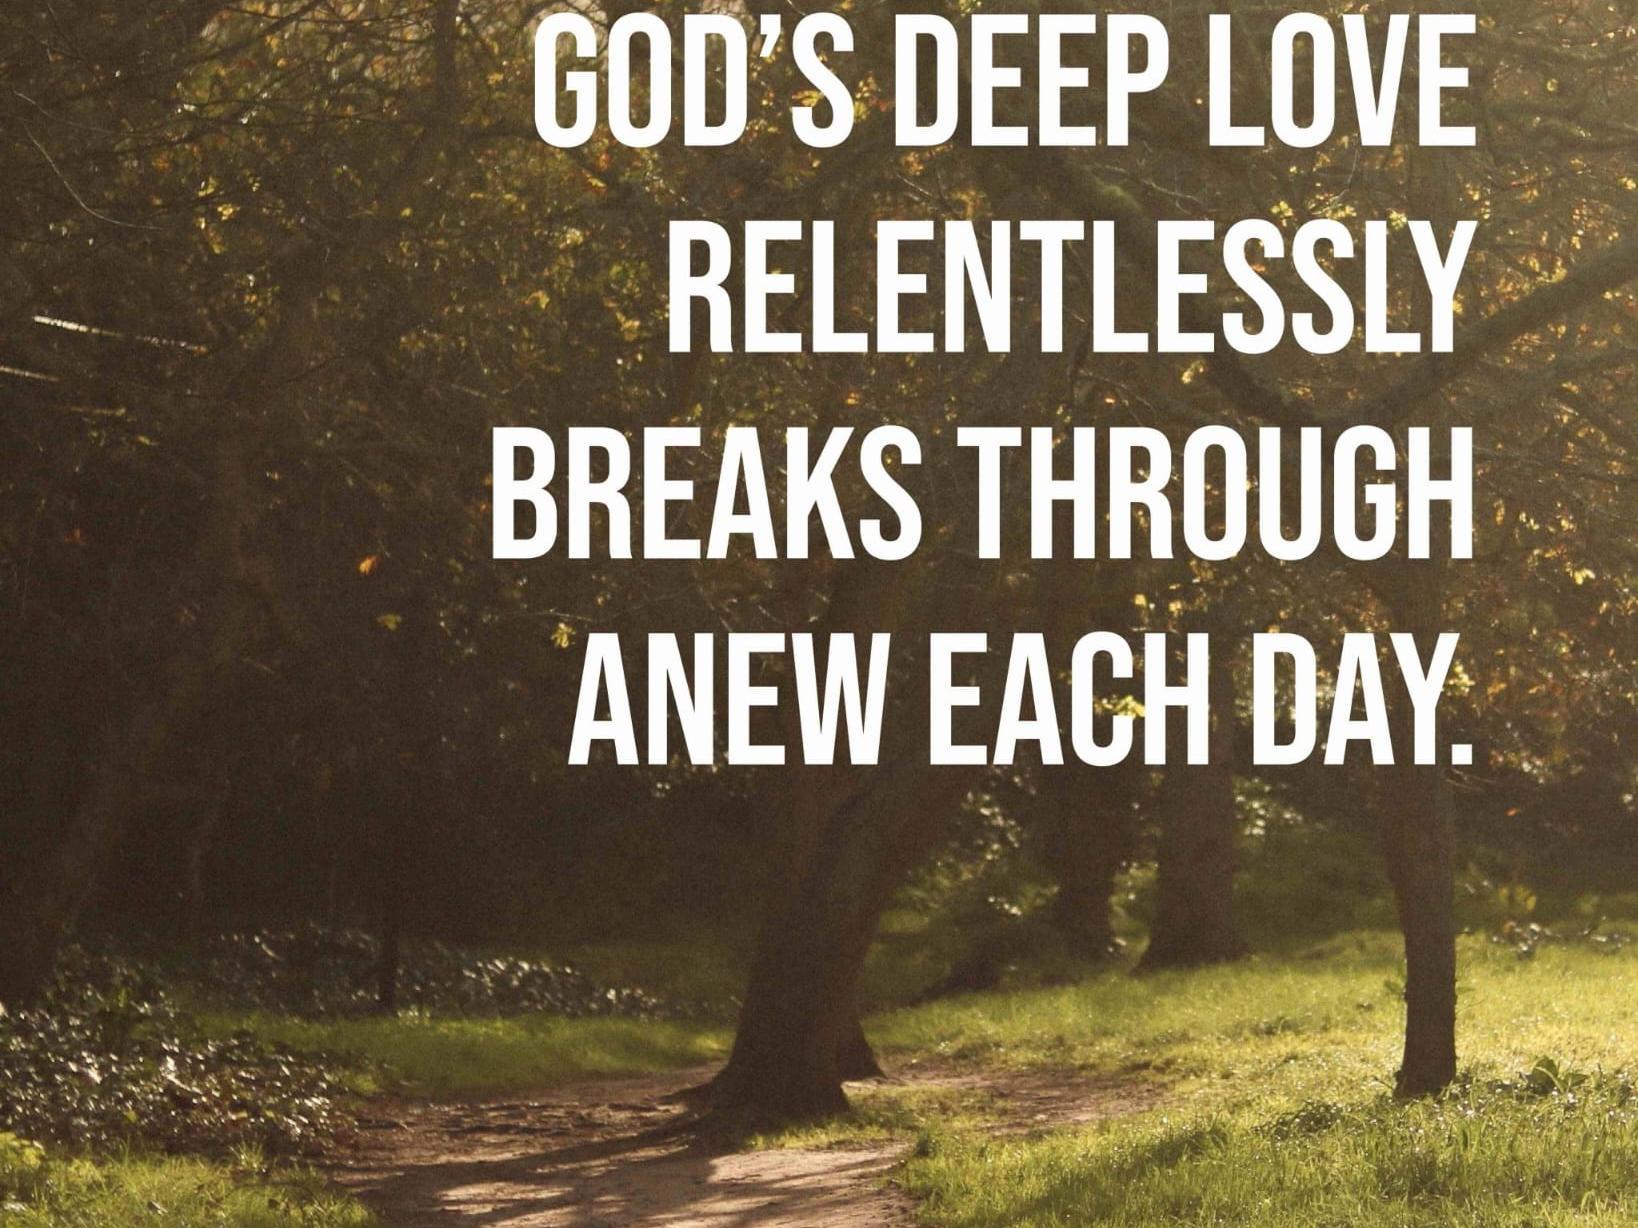 GOD’S DEEP LOVE
RELENTLESSLY
BREAKS THROUGH
ANEW EACH DAY.